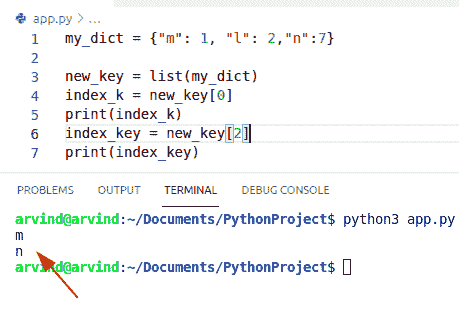 app.py > ...
1 my_dict = {"m": 1, "l": 2,"n":7}
2
3 new_key = list(my_dict)
4 index_k = new_key[0]
5 print(index_k)
6 index_key = new_key[2]
7 print(index_key)
PROBLEMS OUTPUT TERMINAL DEBUG CONSOLE
arvind@arvind:~/Documents/PythonProject$ python3 app.py
m
n
arvind@arvind:~/Documents/PythonProject$